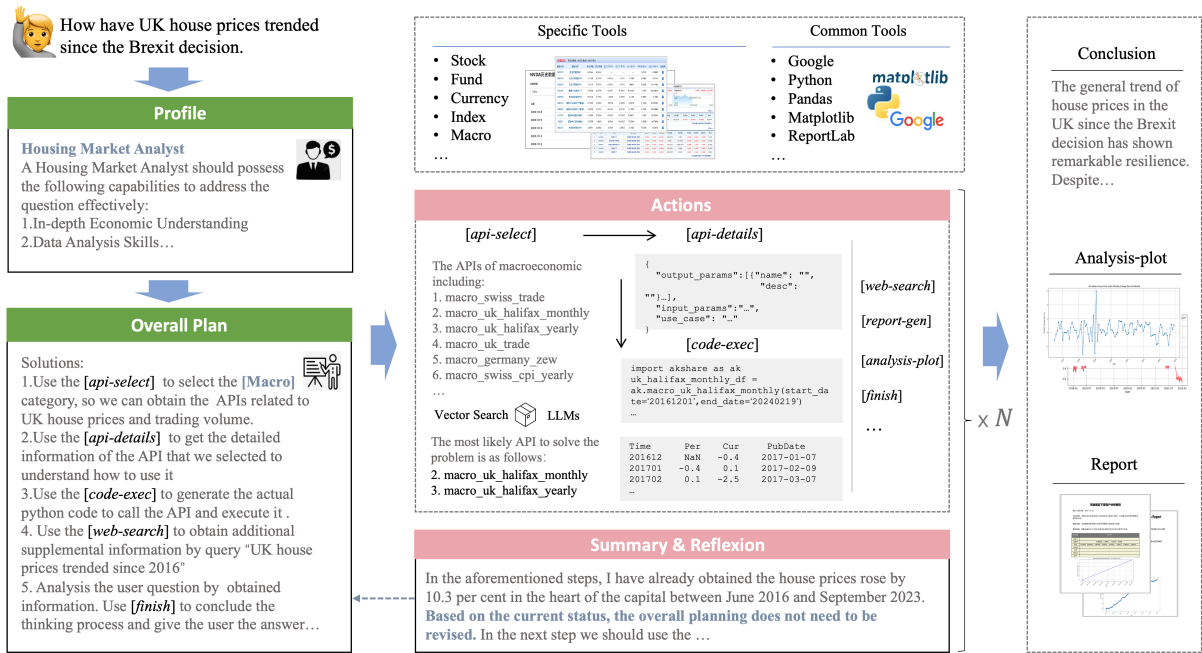 How have UK house prices trended
since the Brexit decision.
Profile
Housing Market Analyst
A Housing Market Analyst should possess
the following capabilities to address the
question effectively:
1.In-depth Economic Understanding
2.Data Analysis Skills…
Overall Plan
Solutions:
1.Use the [api-select] to select the [Macro]
category, so we can obtain the APIs related to
UK house prices and trading volume.
2.Use the [api-details] to get the detailed
information of the API that we selected to
understand how to use it
3.Use the [code-exec] to generate the actual
python code to call the API and execute it .
4. Use the [web-search] to obtain additional
supplemental information by query "UK house
prices trended since 2016"
5. Analysis the user question by obtained
information. Use [finish] to conclude the
thinking process and give the user the answer…
Specific Tools
• Stock
• Fund
• Currency
• Index
• Macro
…
Common Tools
• Google
• Python
• Pandas
• Matplotlib
• ReportLab
…
matplotlib
Google
Actions
[api-select]
The APIs of macroeconomic
including:
1. macro_swiss_trade
2. macro_uk_halifax_monthly
3. macro_uk_halifax_yearly
4. macro_uk_trade
5. macro_germany_zew
6. macro_swiss_cpi_yearly
…
Vector Search LLMs
The most likely API to solve the
problem is as follows:
2. macro_uk_halifax_monthly
3. macro_uk_halifax_yearly
[api-details]
{
"output_params":[{"name": "",
"desc":
""}…],
"input_params":"…",
"use_case": "…"
}
[code-exec]
import akshare as ak
uk_halifax_monthly_df =
ak.macro_uk_halifax_monthly(start_da
te='20161201',end_date='20240219')
…
Time Per Cur PubDate
201612 NaN -0.4 2017-01-07
201701 -0.4 0.1 2017-02-09
201702 0.1 -2.5 2017-03-07
…
[web-search]
[report-gen]
[analysis-plot]
[finish]
…
× N
Summary & Reflexion
In the aforementioned steps, I have already obtained the house prices rose by
10.3 per cent in the heart of the capital between June 2016 and September 2023.
Based on the current status, the overall planning does not need to be
revised. In the next step we should use the …
Conclusion
The general trend of
house prices in the
UK since the Brexit
decision has shown
remarkable resilience.
Despite…
Analysis-plot
Report